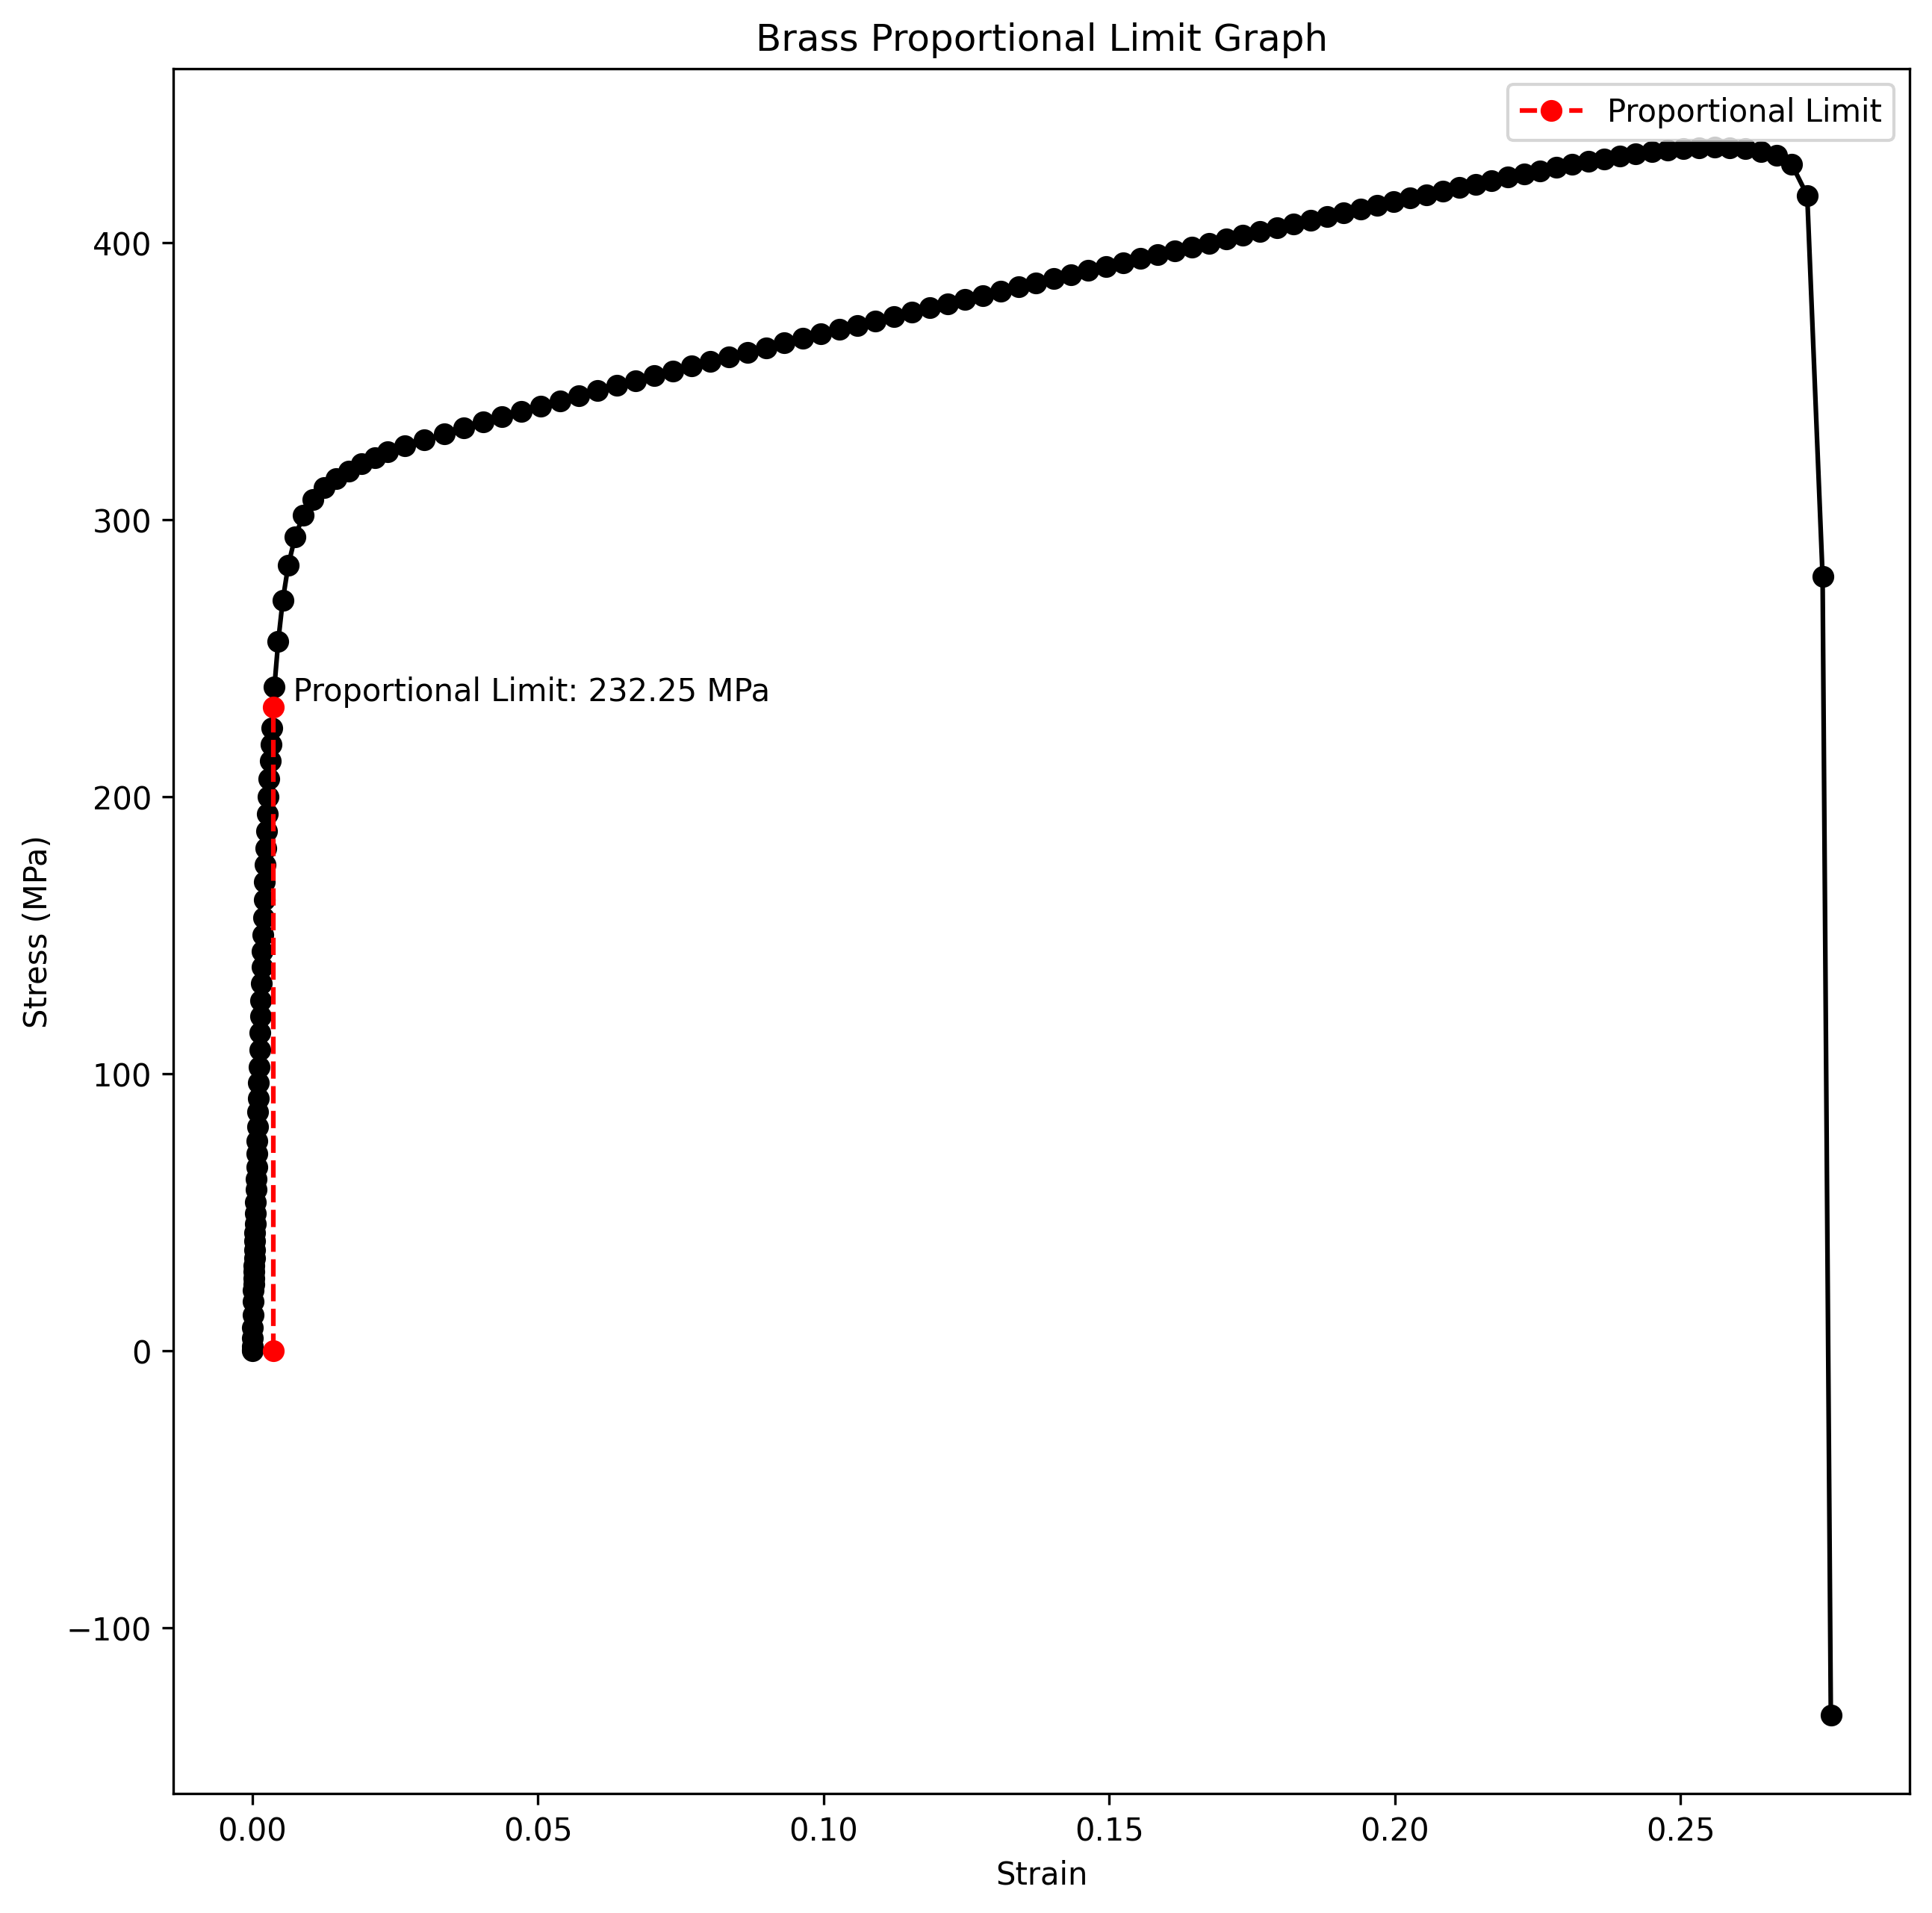 Brass Proportional Limit Graph
Proportional Limit
400
300
Proportional Limit: 232.25 MPa
200
100
0
−100
Stress (MPa)
0.00 0.05 0.10 0.15 0.20 0.25
Strain